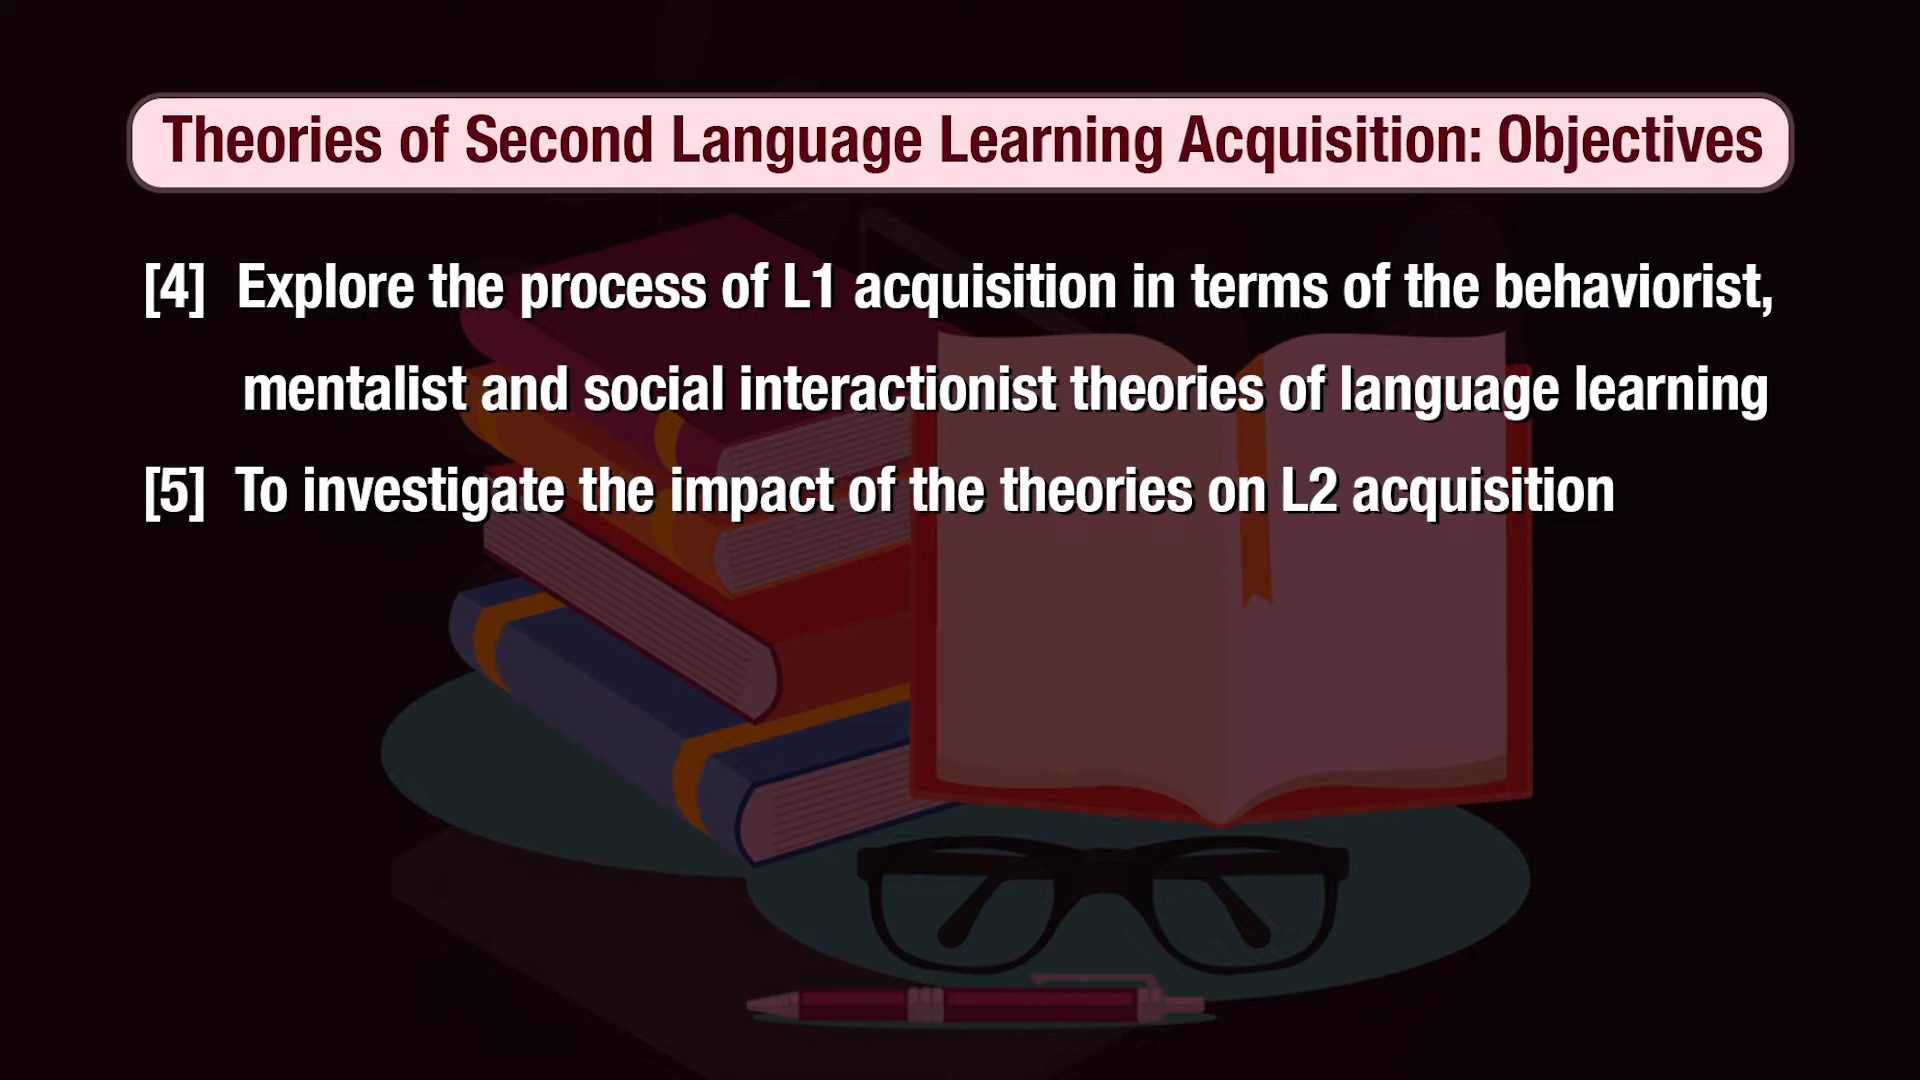 Theories of Second Language Learning Acquisition: Objectives
[4] Explore the process of L1 acquisition in terms of the behaviorist,
mentalist and social interactionist theories of language learning
[5] To investigate the impact of the theories on L2 acquisition